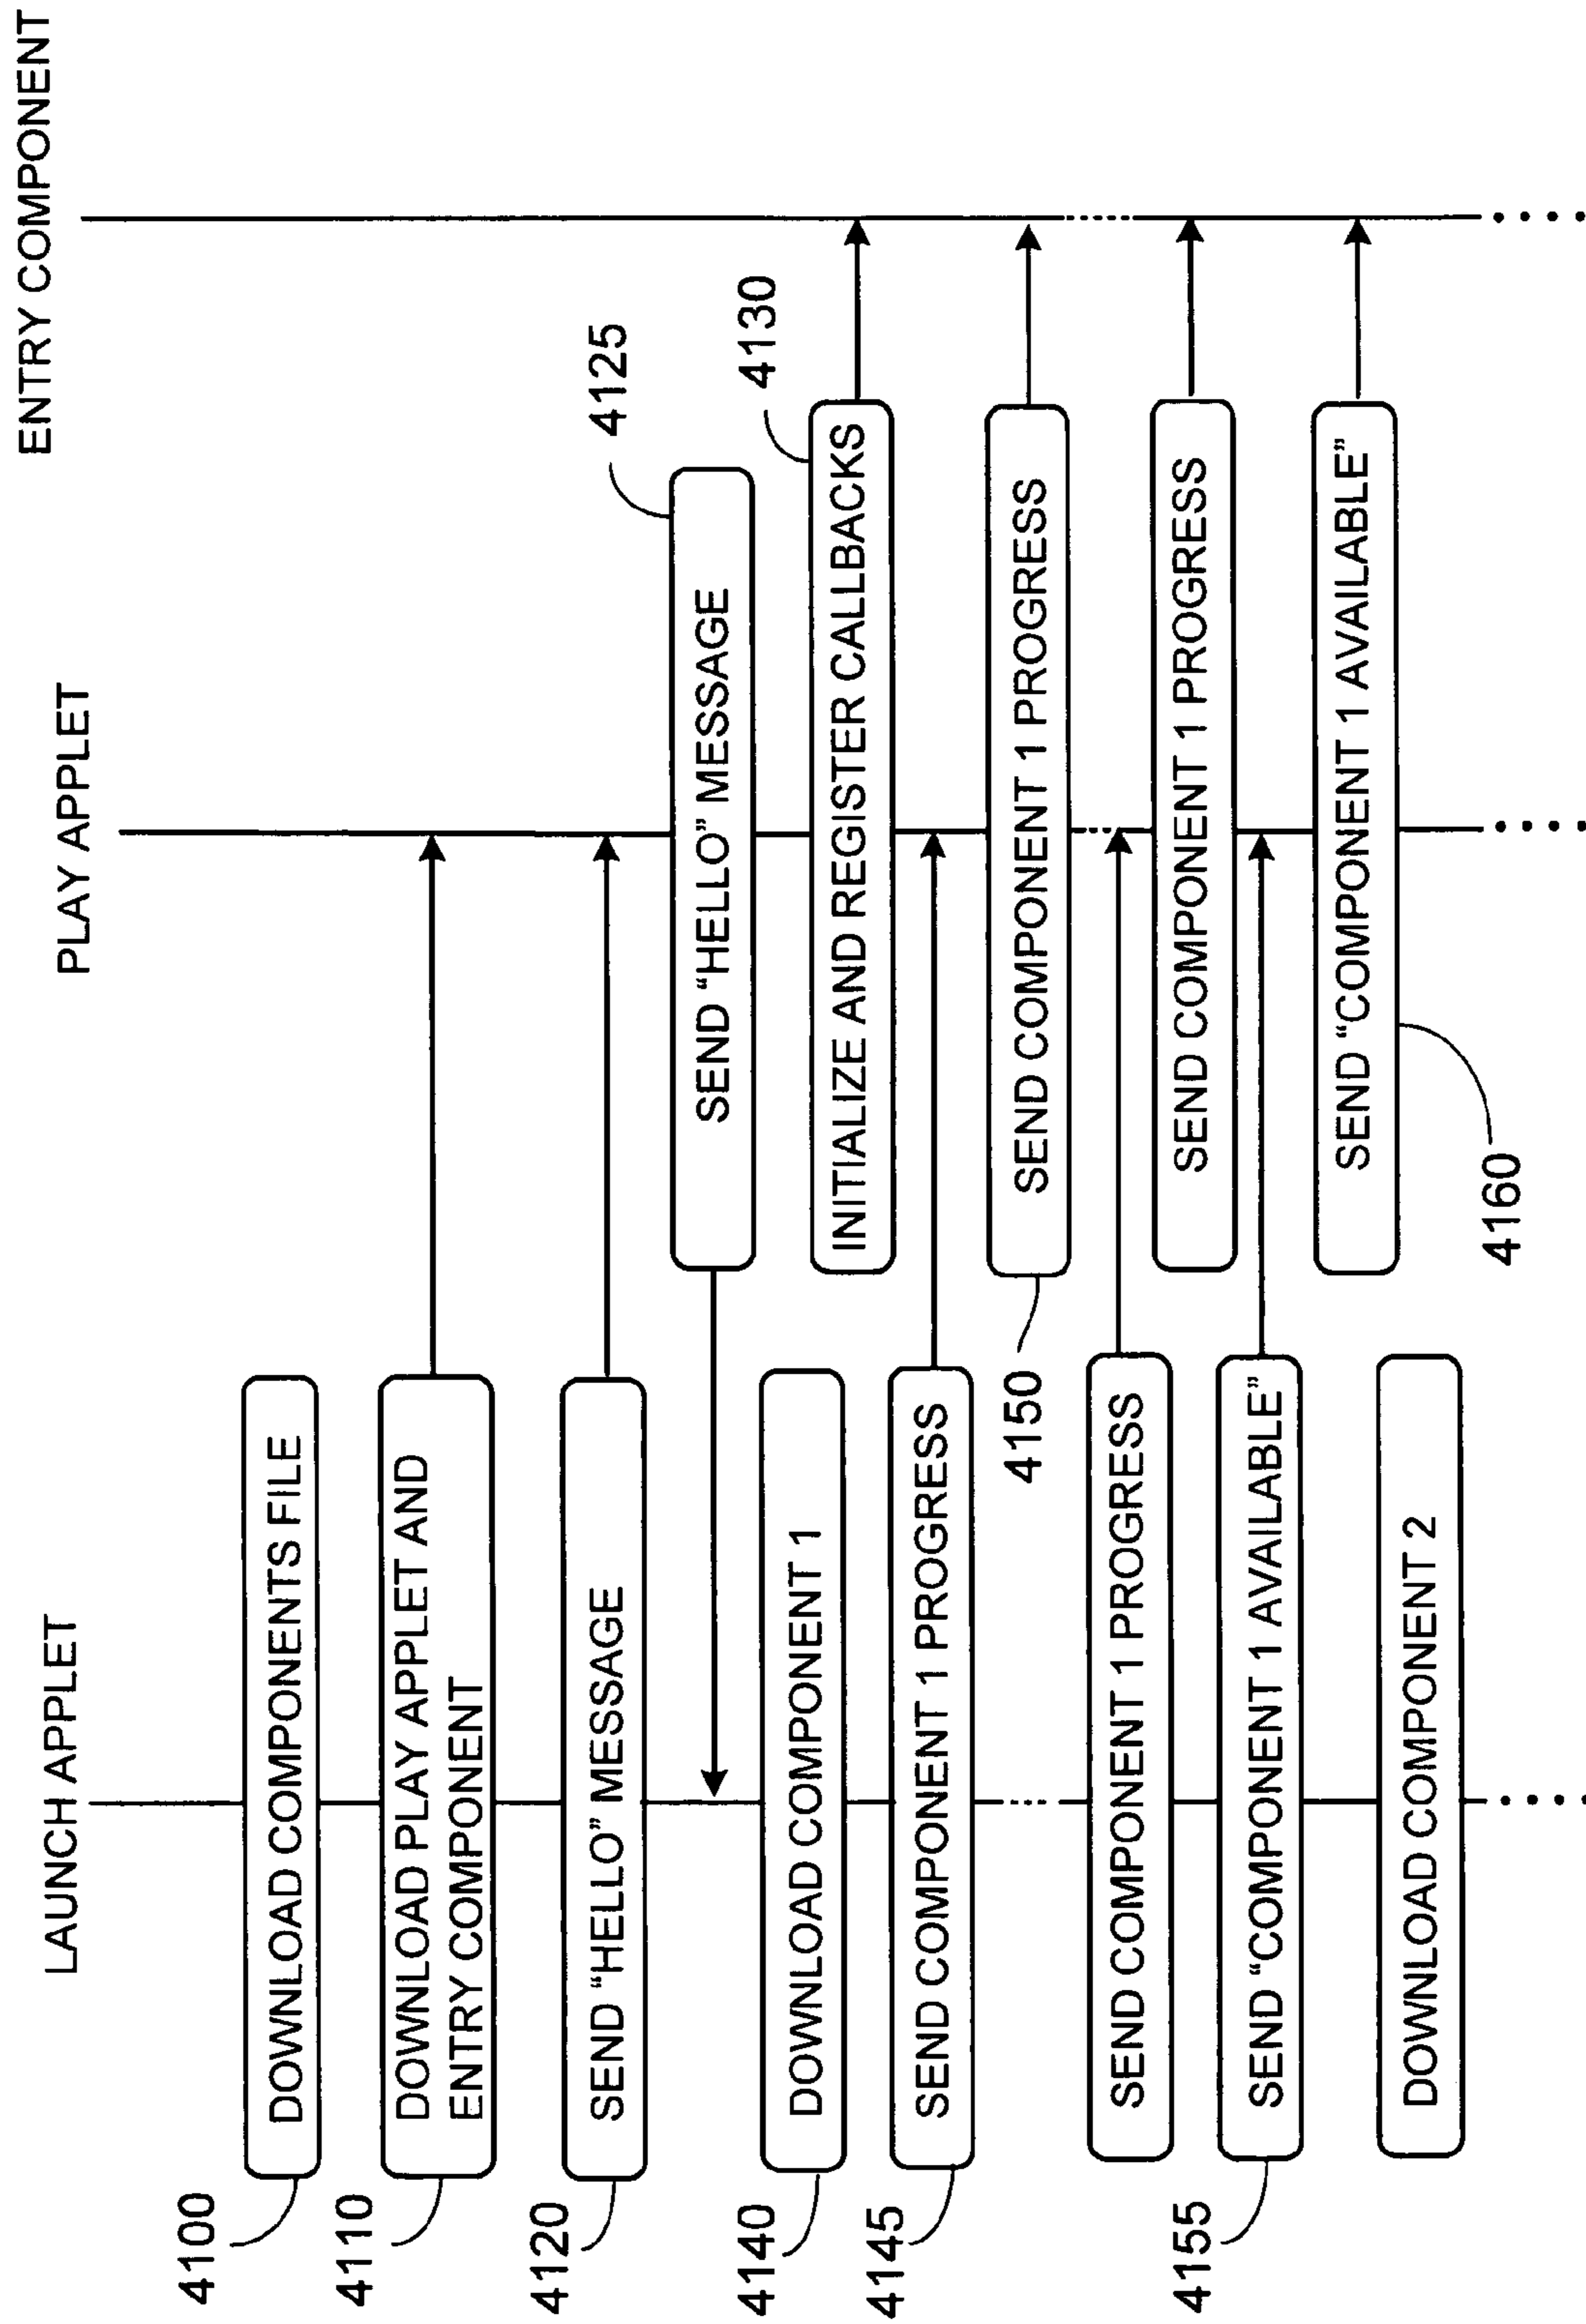 LAUNCH APPLET
PLAY APPLET
ENTRY COMPONENT
4100
DOWNLOAD COMPONENTS FILE
4110
DOWNLOAD PLAY APPLET AND
ENTRY COMPONENT
4120
SEND “HELLO” MESSAGE
4125
SEND “HELLO” MESSAGE
4140
DOWNLOAD COMPONENT 1
4130
INITIALIZE AND REGISTER CALLBACKS
4145
SEND COMPONENT 1 PROGRESS
4150
SEND COMPONENT 1 PROGRESS
SEND COMPONENT 1 PROGRESS
SEND COMPONENT 1 PROGRESS
4155
SEND “COMPONENT 1 AVAILABLE”
4160
SEND “COMPONENT 1 AVAILABLE”
DOWNLOAD COMPONENT 2